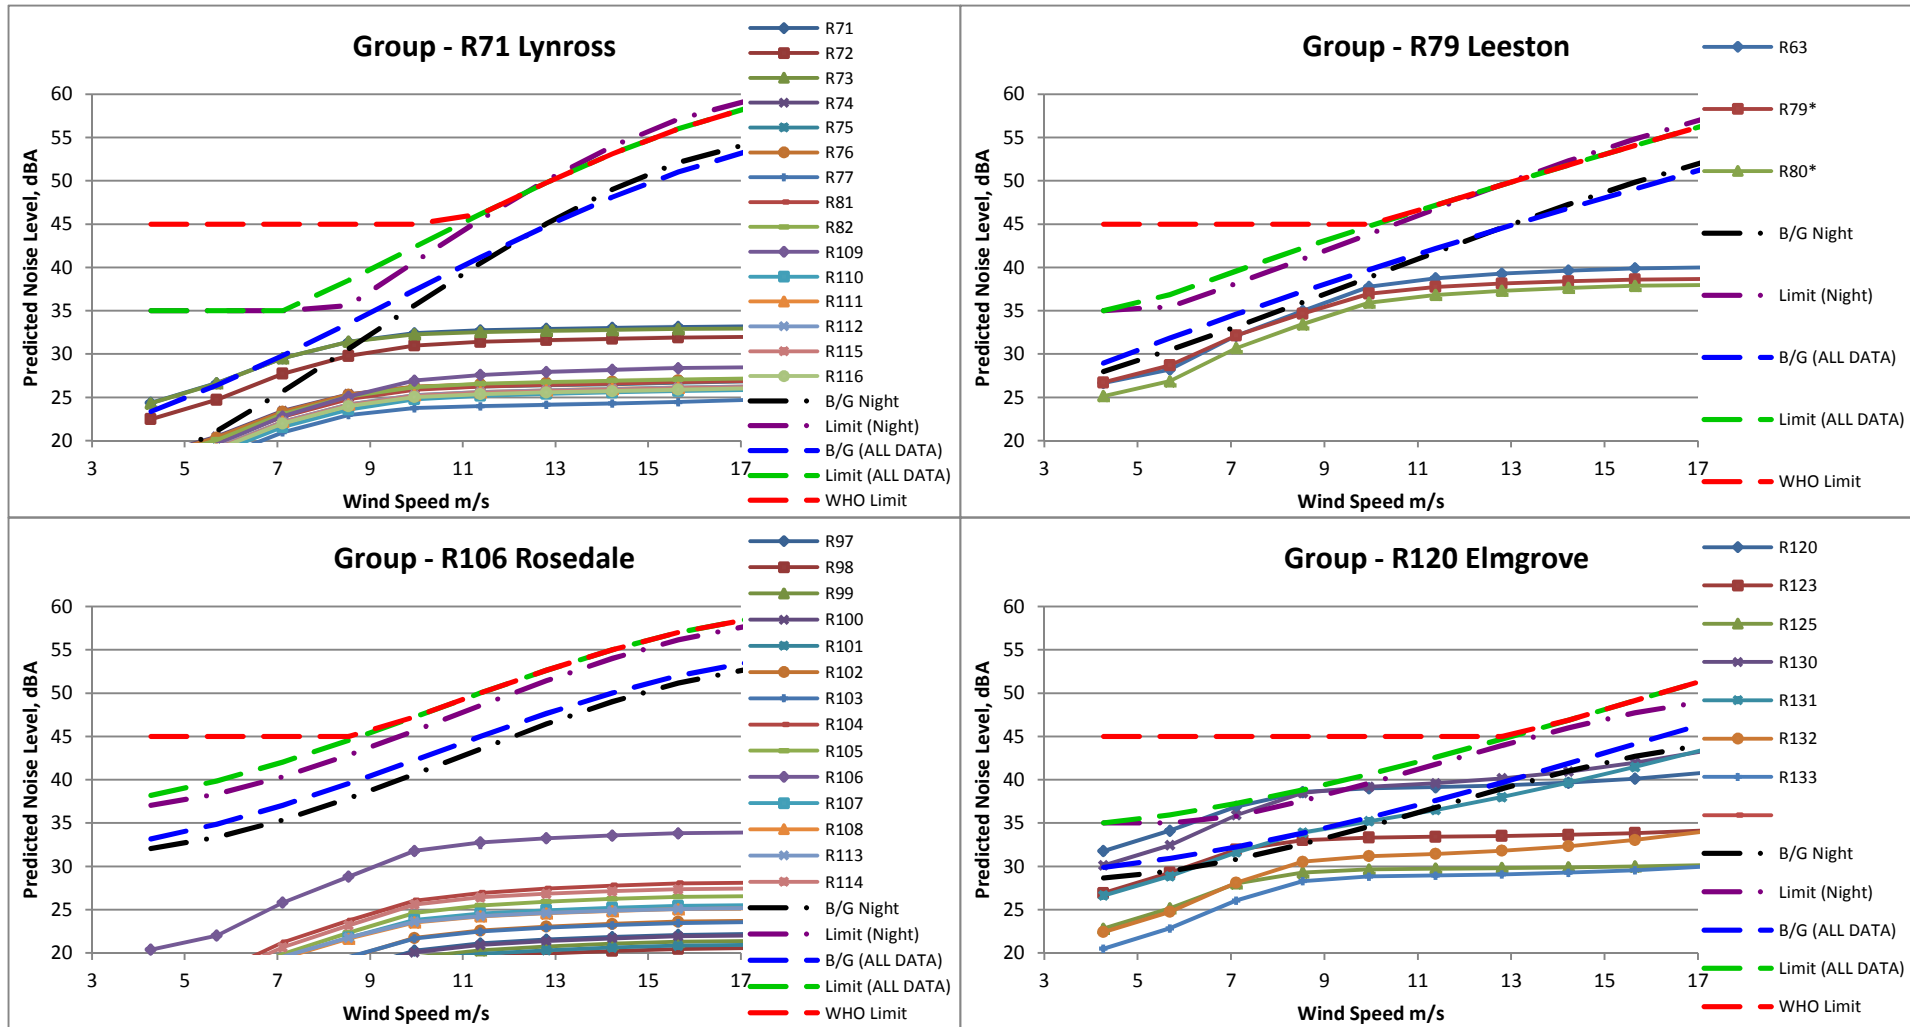 Group - R71 Lynross
Predicted Noise Level, dBA
60
55
50
45
40
35
30
25
20
3 5 7 9 11 13 15 17
Wind Speed m/s
R71
R72
R73
R74
R75
R76
R77
R81
R82
R109
R110
R111
R112
R115
R116
B/G Night
Limit (Night)
B/G (ALL DATA)
Limit (ALL DATA)
WHO Limit
Group - R79 Leeston
Predicted Noise Level, dBA
60
55
50
45
40
35
30
25
20
3 5 7 9 11 13 15 17
Wind Speed m/s
R63
R79*
R80*
B/G Night
Limit (Night)
B/G (ALL DATA)
Limit (ALL DATA)
WHO Limit
Group - R106 Rosedale
Predicted Noise Level, dBA
60
55
50
45
40
35
30
25
20
3 5 7 9 11 13 15 17
Wind Speed m/s
R97
R98
R99
R100
R101
R102
R103
R104
R105
R106
R107
R108
R113
R114
B/G Night
Limit (Night)
B/G (ALL DATA)
Limit (ALL DATA)
WHO Limit
Group - R120 Elmgrove
Predicted Noise Level, dBA
60
55
50
45
40
35
30
25
20
3 5 7 9 11 13 15 17
Wind Speed m/s
R120
R123
R125
R130
R131
R132
R133
B/G Night
Limit (Night)
B/G (ALL DATA)
Limit (ALL DATA)
WHO Limit